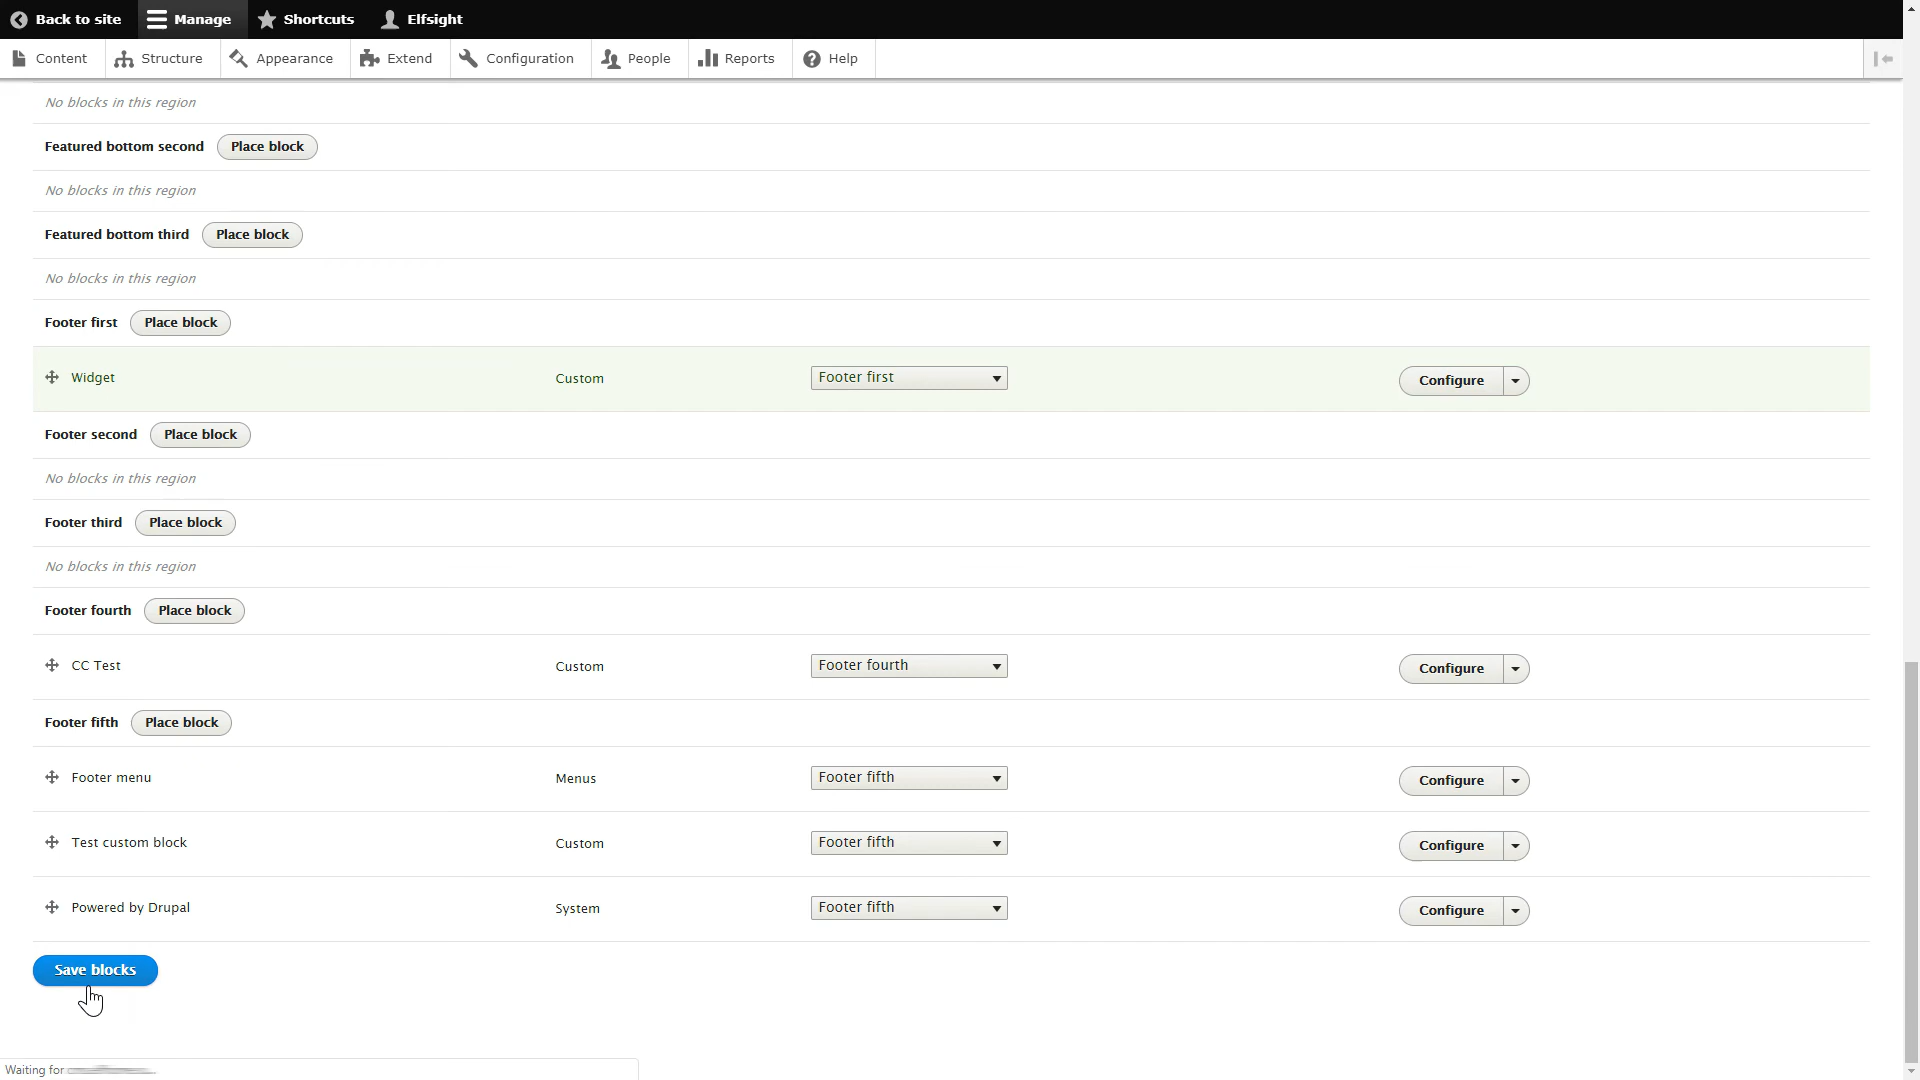 Back to site Manage Shortcuts Elfsight
Content Structure Appearance Extend Configuration People Reports Help
No blocks in this region
Featured bottom second Place block
No blocks in this region
Featured bottom third Place block
No blocks in this region
Footer first Place block
Widget Custom Footer first Configure
Footer second Place block
No blocks in this region
Footer third Place block
No blocks in this region
Footer fourth Place block
CC Test Custom Footer fourth Configure
Footer fifth Place block
Footer menu Menus Footer fifth Configure
Test custom block Custom Footer fifth Configure
Powered by Drupal System Footer fifth Configure
Save blocks
Waiting for